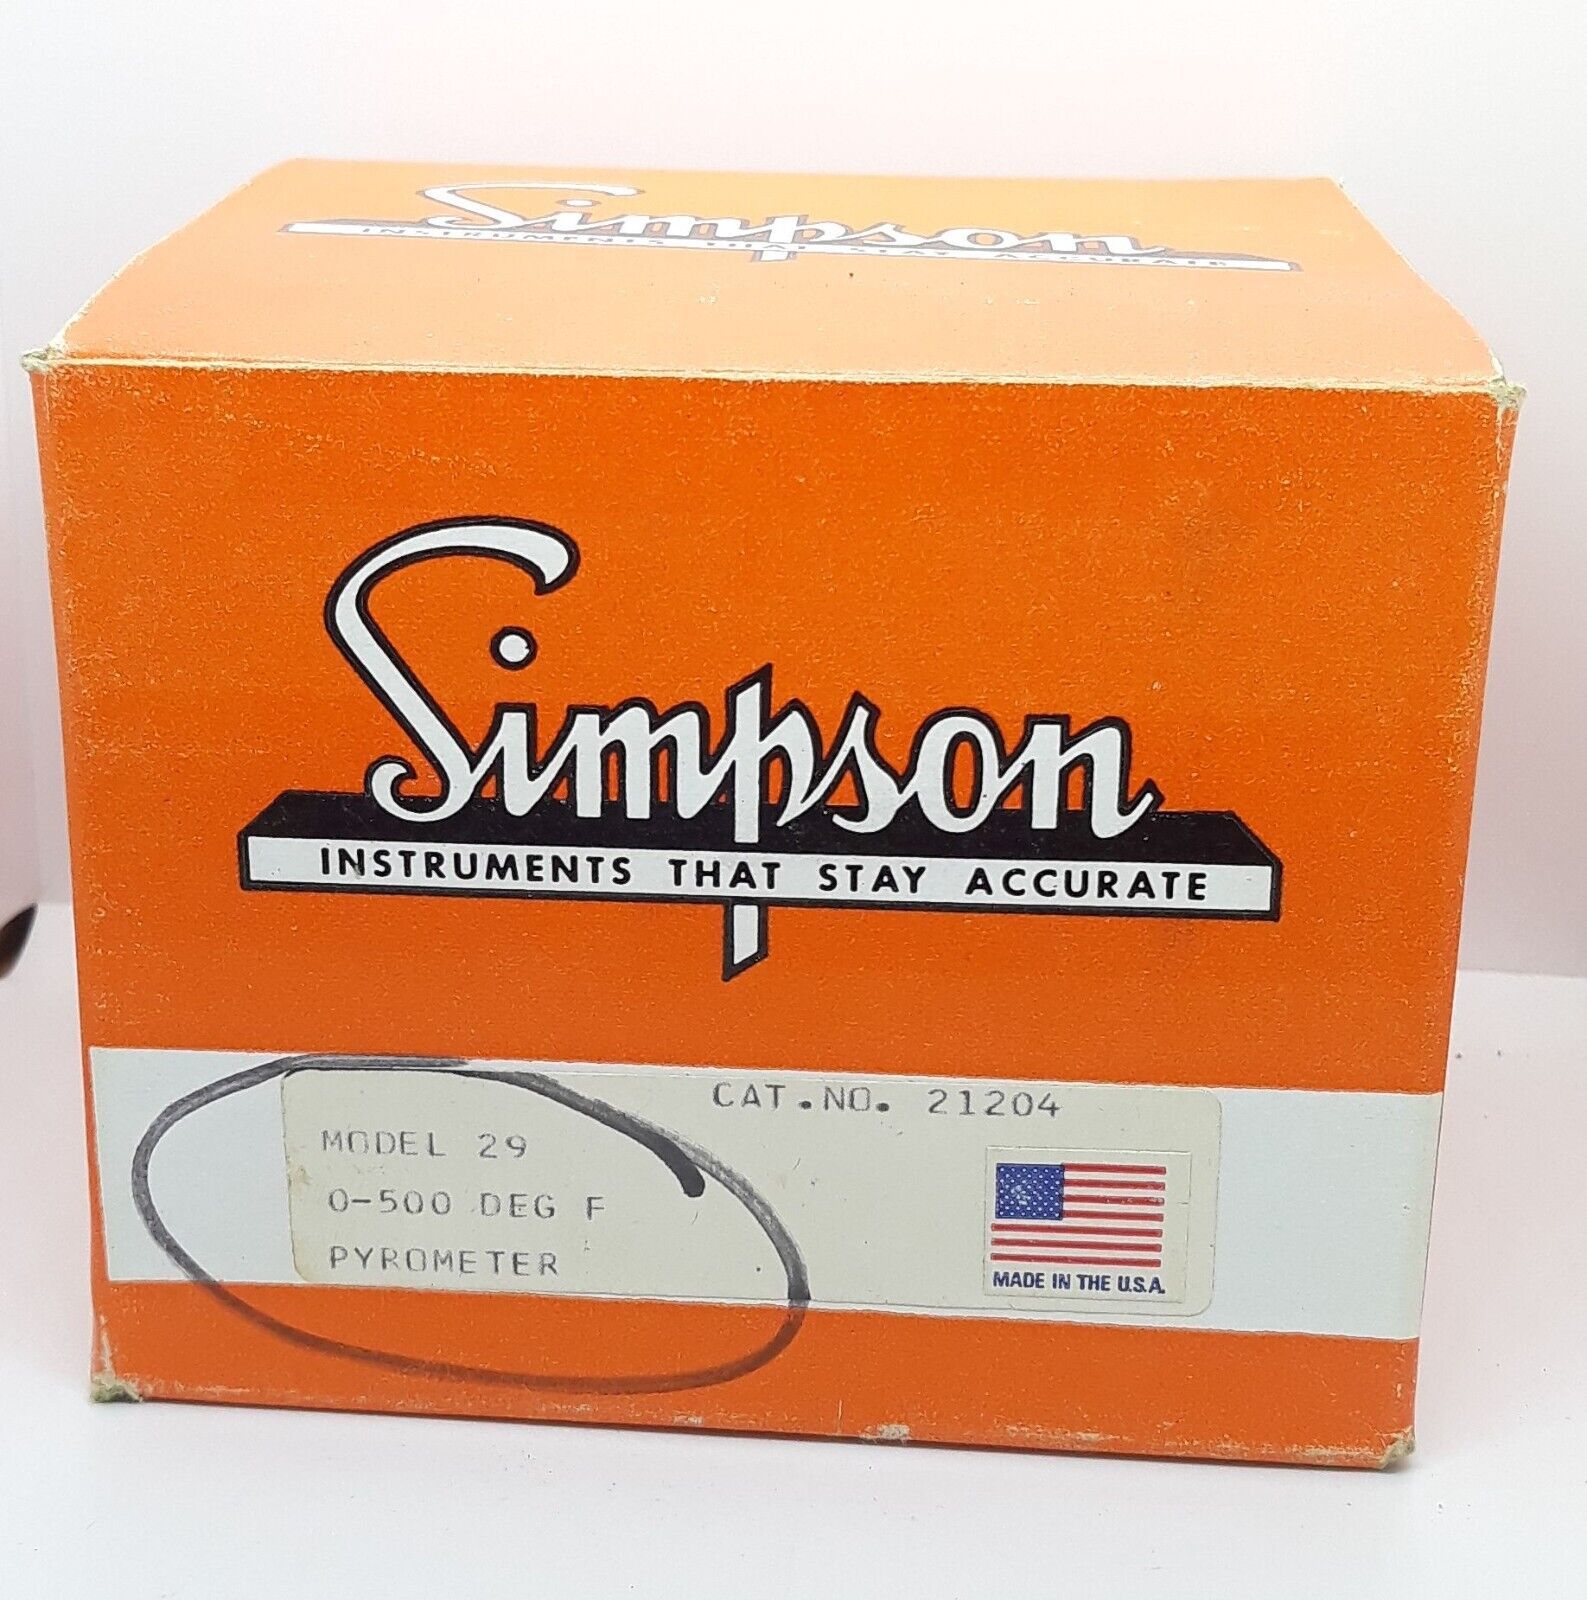 Simpson
INSTRUMENTS THAT STAY ACCURATE
Simpson
INSTRUMENTS THAT STAY ACCURATE
CAT.NO. 21204
MODEL 29
0-500 DEG F
PYROMETER
MADE IN THE U.S.A.